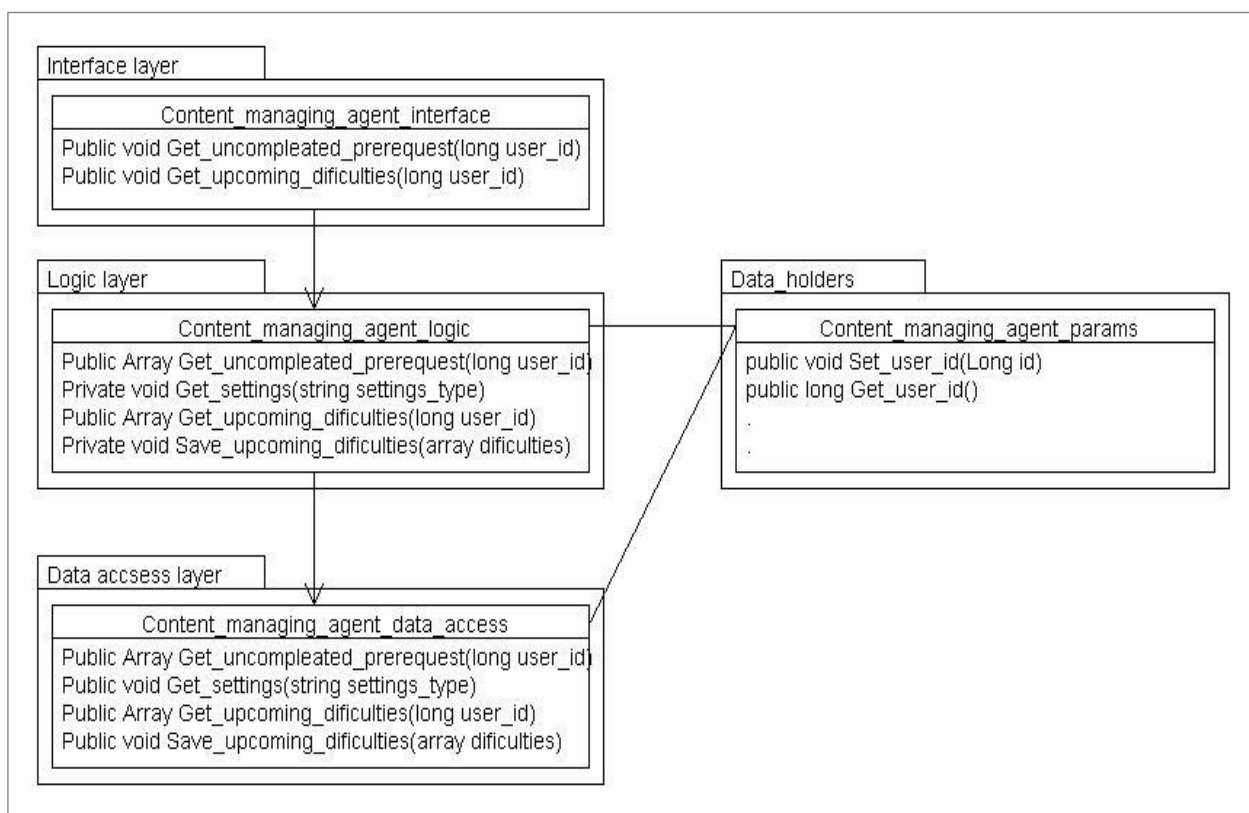 Interface layer
Content_managing_agent_interface
Public void Get_uncompleated_prerequest(long user_id)
Public void Get_upcoming_dificulties(long user_id)
Logic layer
Content_managing_agent_logic
Public Array Get_uncompleated_prerequest(long user_id)
Private void Get_settings(string settings_type)
Public Array Get_upcoming_dificulties(long user_id)
Private void Save_upcoming_dificulties(array dificulties)
Data_holders
Content_managing_agent_params
public void Set_user_id(Long id)
public long Get_user_id()
.
.
Data accsess layer
Content_managing_agent_data_access
Public Array Get_uncompleated_prerequest(long user_id)
Public void Get_settings(string settings_type)
Public Array Get_upcoming_dificulties(long user_id)
Public void Save_upcoming_dificulties(array dificulties)